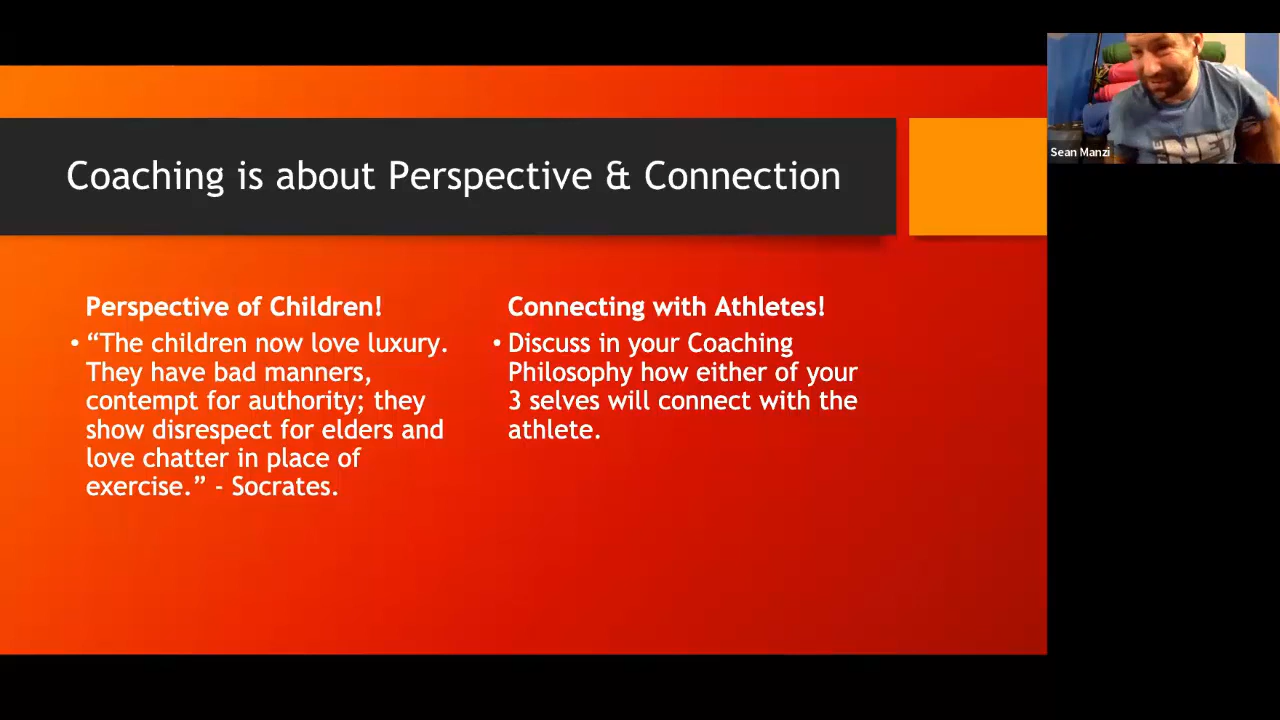 Coaching is about Perspective & Connection
Perspective of Children!
• “The children now love luxury.
They have bad manners,
contempt for authority; they
show disrespect for elders and
love chatter in place of
exercise.” - Socrates.
Connecting with Athletes!
• Discuss in your Coaching
Philosophy how either of your
3 selves will connect with the
athlete.
Sean Manzi